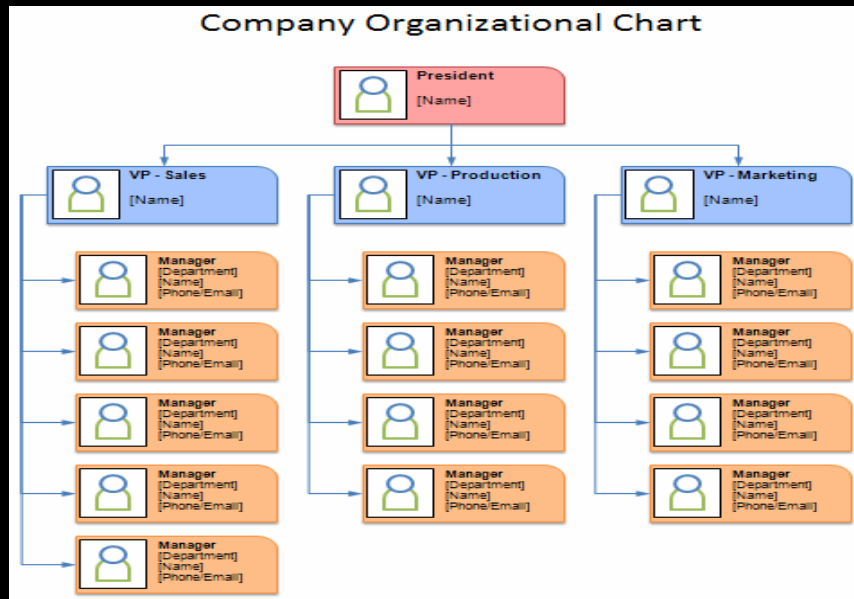 Company Organizational Chart
President
[Name]
VP - Sales
[Name]
VP - Production
[Name]
VP - Marketing
[Name]
Manager
[Department]
[Name]
[Phone/Email]
Manager
[Department]
[Name]
[Phone/Email]
Manager
[Department]
[Name]
[Phone/Email]
Manager
[Department]
[Name]
[Phone/Email]
Manager
[Department]
[Name]
[Phone/Email]
Manager
[Department]
[Name]
[Phone/Email]
Manager
[Department]
[Name]
[Phone/Email]
Manager
[Department]
[Name]
[Phone/Email]
Manager
[Department]
[Name]
[Phone/Email]
Manager
[Department]
[Name]
[Phone/Email]
Manager
[Department]
[Name]
[Phone/Email]
Manager
[Department]
[Name]
[Phone/Email]
Manager
[Department]
[Name]
[Phone/Email]